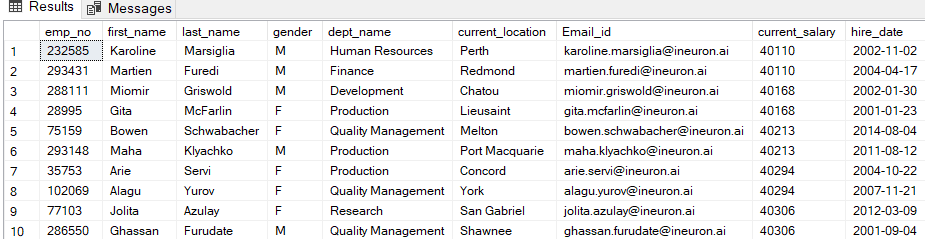 Results Messages
emp_no first_name last_name gender dept_name current_location Email_id current_salary hire_date
1 232585 Karoline Marsiglia M Human Resources Perth karoline.marsiglia@ineuron.ai 40110 2002-11-02
2 293431 Martien Furedi M Finance Redmond martien.furedi@ineuron.ai 40110 2004-04-17
3 288111 Miomir Griswold M Development Chatou miomir.griswold@ineuron.ai 40168 2002-01-30
4 28995 Gita McFarlin F Production Lieusaint gita.mcfarlin@ineuron.ai 40168 2001-01-23
5 75159 Bowen Schwabacher F Quality Management Melton bowen.schwabacher@ineuron.ai 40213 2014-08-04
6 293148 Maha Klyachko M Production Port Macquarie maha.klyachko@ineuron.ai 40213 2011-08-12
7 35753 Arie Servi F Production Concord arie.servi@ineuron.ai 40294 2004-10-22
8 102069 Alagu Yurov F Quality Management York alagu.yurov@ineuron.ai 40294 2007-11-21
9 77103 Jolita Azulay F Research San Gabriel jolita.azulay@ineuron.ai 40306 2012-03-09
10 286550 Ghassan Furudate M Quality Management Shawnee ghassan.furudate@ineuron.ai 40306 2001-09-04